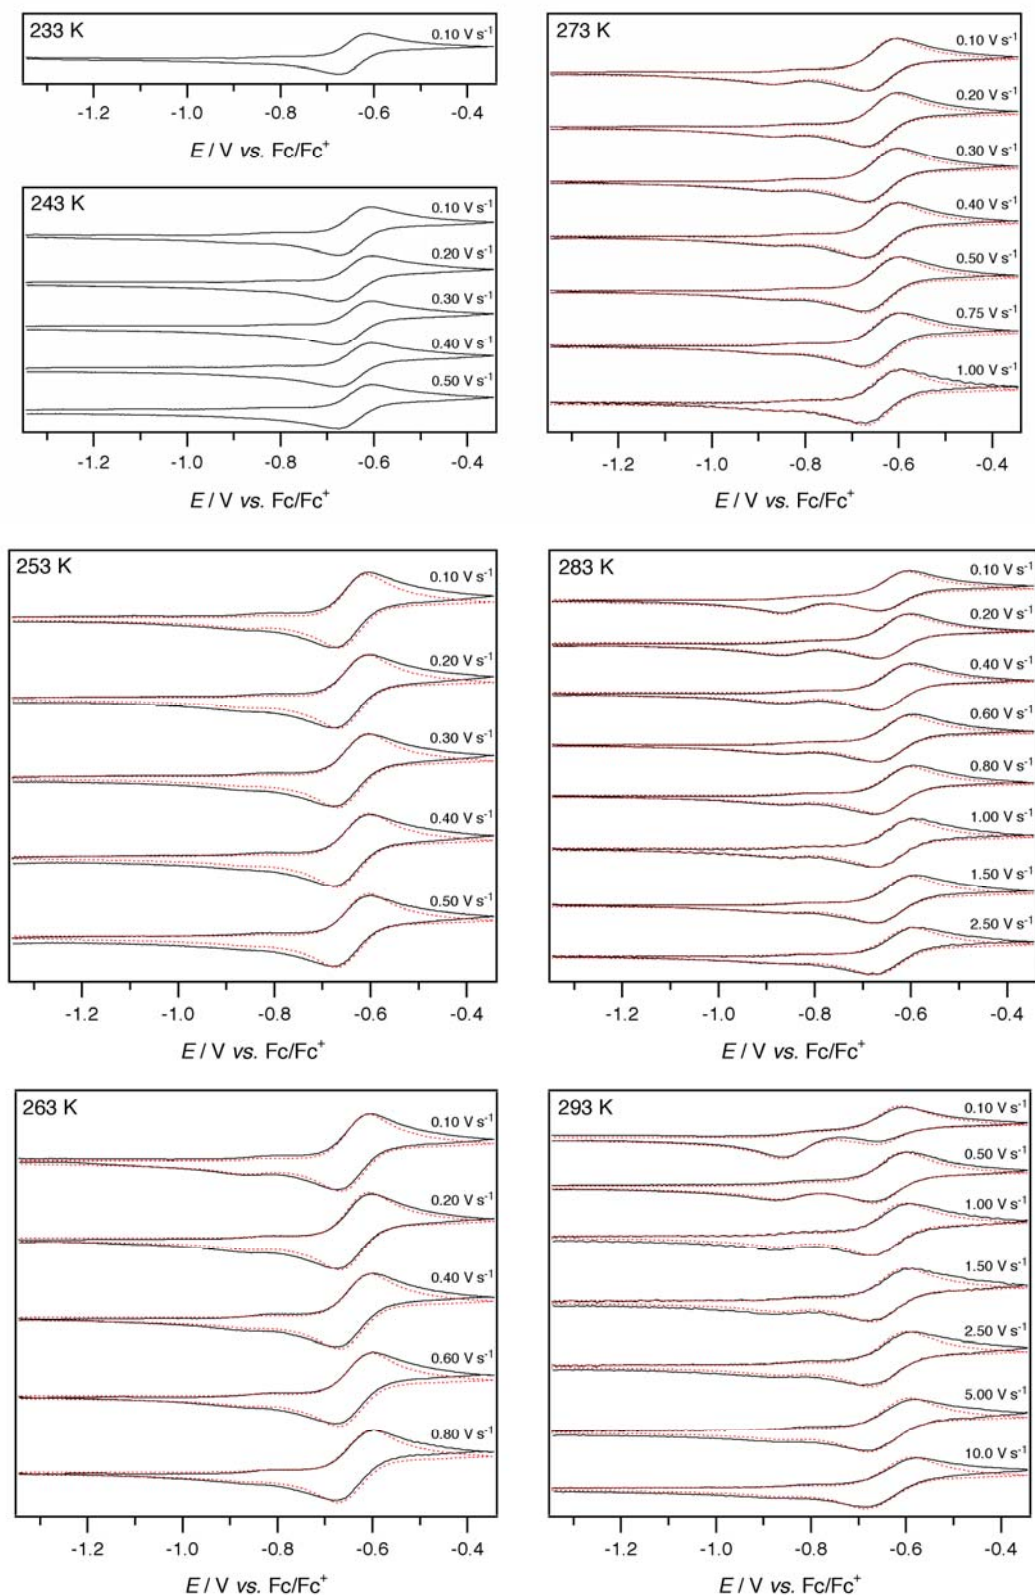 233 K
0.10 V s⁻¹
-1.2 -1.0 -0.8 -0.6 -0.4
E / V vs. Fc/Fc⁺
243 K
0.10 V s⁻¹
0.20 V s⁻¹
0.30 V s⁻¹
0.40 V s⁻¹
0.50 V s⁻¹
-1.2 -1.0 -0.8 -0.6 -0.4
E / V vs. Fc/Fc⁺
273 K
0.10 V s⁻¹
0.20 V s⁻¹
0.30 V s⁻¹
0.40 V s⁻¹
0.50 V s⁻¹
0.75 V s⁻¹
1.00 V s⁻¹
-1.2 -1.0 -0.8 -0.6 -0.4
E / V vs. Fc/Fc⁺
253 K
0.10 V s⁻¹
0.20 V s⁻¹
0.30 V s⁻¹
0.40 V s⁻¹
0.50 V s⁻¹
-1.2 -1.0 -0.8 -0.6 -0.4
E / V vs. Fc/Fc⁺
283 K
0.10 V s⁻¹
0.20 V s⁻¹
0.40 V s⁻¹
0.60 V s⁻¹
0.80 V s⁻¹
1.00 V s⁻¹
1.50 V s⁻¹
2.50 V s⁻¹
-1.2 -1.0 -0.8 -0.6 -0.4
E / V vs. Fc/Fc⁺
263 K
0.10 V s⁻¹
0.20 V s⁻¹
0.40 V s⁻¹
0.60 V s⁻¹
0.80 V s⁻¹
-1.2 -1.0 -0.8 -0.6 -0.4
E / V vs. Fc/Fc⁺
293 K
0.10 V s⁻¹
0.50 V s⁻¹
1.00 V s⁻¹
1.50 V s⁻¹
2.50 V s⁻¹
5.00 V s⁻¹
10.0 V s⁻¹
-1.2 -1.0 -0.8 -0.6 -0.4
E / V vs. Fc/Fc⁺